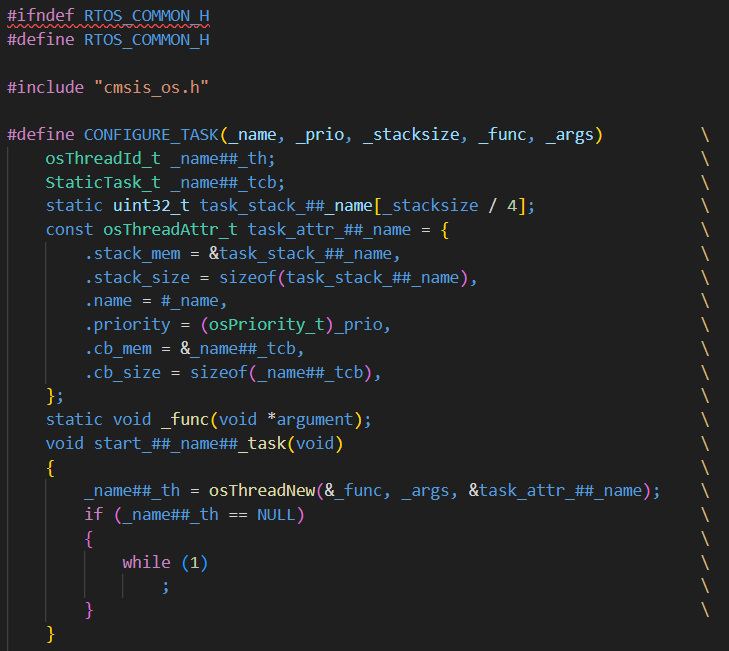 #ifndef RTOS_COMMON_H
#define RTOS_COMMON_H

#include "cmsis_os.h"

#define CONFIGURE_TASK(_name, _prio, _stacksize, _func, _args)          \
    osThreadId_t _name##_th;                                            \
    StaticTask_t _name##_tcb;                                           \
    static uint32_t task_stack_##_name[_stacksize / 4];                 \
    const osThreadAttr_t task_attr_##_name = {                          \
        .stack_mem = &task_stack_##_name,                               \
        .stack_size = sizeof(task_stack_##_name),                       \
        .name = #_name,                                                 \
        .priority = (osPriority_t)_prio,                                \
        .cb_mem = &_name##_tcb,                                         \
        .cb_size = sizeof(_name##_tcb),                                 \
    };                                                                  \
    static void _func(void *argument);                                  \
    void start_##_name##_task(void)                                     \
    {                                                                   \
        _name##_th = osThreadNew(&_func, _args, &task_attr_##_name);    \
        if (_name##_th == NULL)                                         \
        {                                                               \
            while (1)                                                   \
                ;                                                       \
        }                                                               \
    }